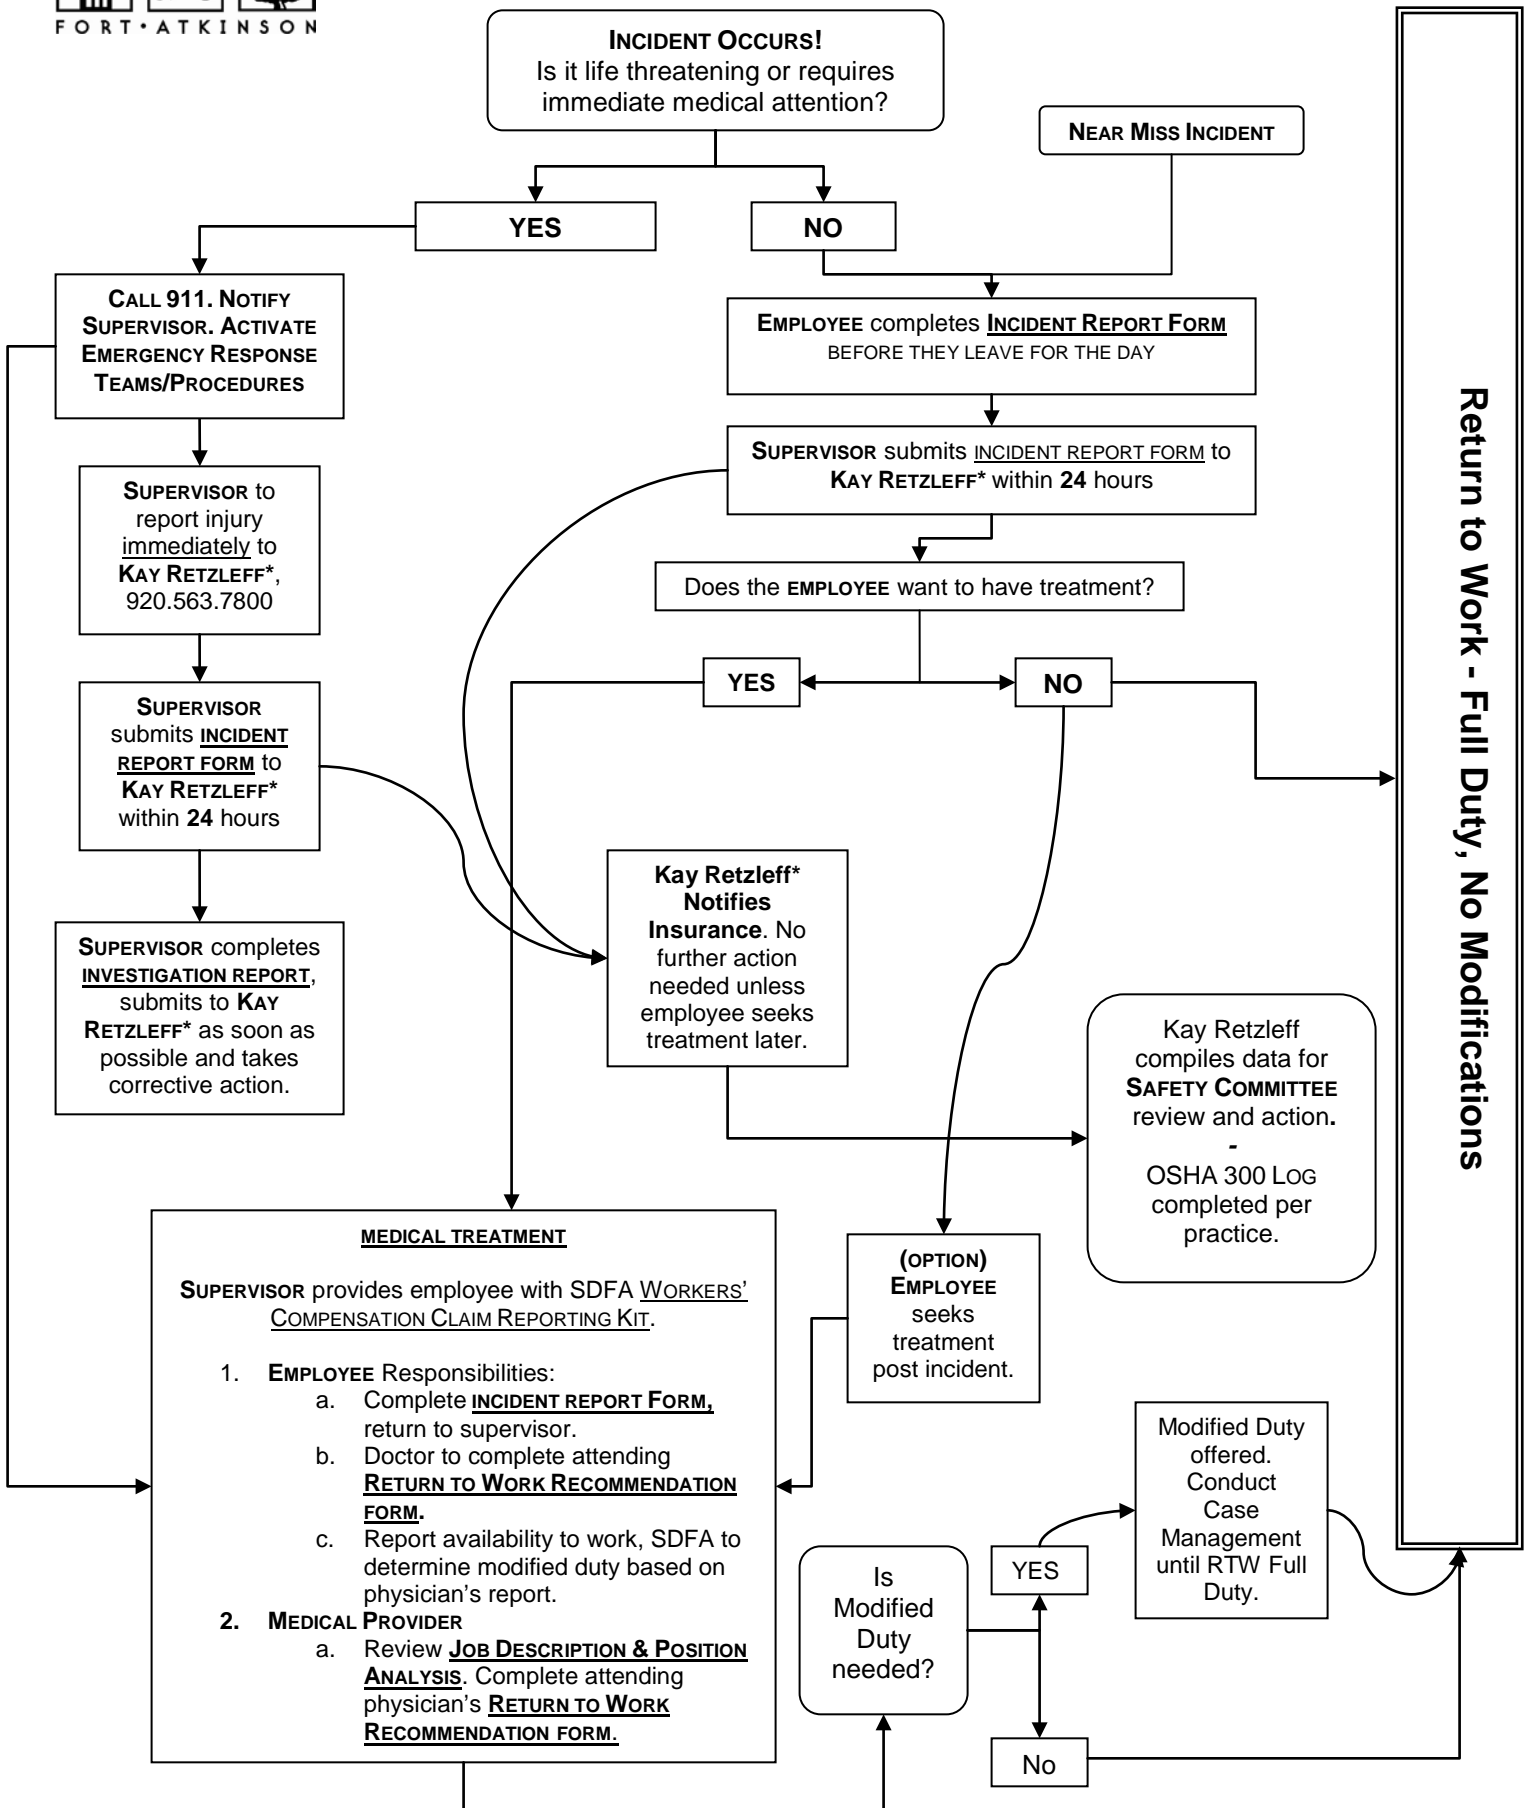 FORT•ATKINSON
INCIDENT OCCURS!
Is it life threatening or requires
immediate medical attention?
NEAR MISS INCIDENT
YES
NO
CALL 911. NOTIFY
SUPERVISOR. ACTIVATE
EMERGENCY RESPONSE
TEAMS/PROCEDURES
EMPLOYEE completes INCIDENT REPORT FORM
BEFORE THEY LEAVE FOR THE DAY
SUPERVISOR submits INCIDENT REPORT FORM to
KAY RETZLEFF* within 24 hours
SUPERVISOR to
report injury
immediately to
KAY RETZLEFF*,
920.563.7800
Does the EMPLOYEE want to have treatment?
YES
NO
SUPERVISOR
submits INCIDENT
REPORT FORM to
KAY RETZLEFF*
within 24 hours
Return to Work - Full Duty, No Modifications
Kay Retzleff*
Notifies
Insurance. No
further action
needed unless
employee seeks
treatment later.
SUPERVISOR completes
INVESTIGATION REPORT,
submits to KAY
RETZLEFF* as soon as
possible and takes
corrective action.
Kay Retzleff
compiles data for
SAFETY COMMITTEE
review and action.
-
OSHA 300 LOG
completed per
practice.
MEDICAL TREATMENT
SUPERVISOR provides employee with SDFA WORKERS’
COMPENSATION CLAIM REPORTING KIT.
1. EMPLOYEE Responsibilities:
a. Complete INCIDENT REPORT FORM,
return to supervisor.
b. Doctor to complete attending
RETURN TO WORK RECOMMENDATION
FORM.
c. Report availability to work, SDFA to
determine modified duty based on
physician’s report.
2. MEDICAL PROVIDER
a. Review JOB DESCRIPTION & POSITION
ANALYSIS. Complete attending
physician’s RETURN TO WORK
RECOMMENDATION FORM.
(OPTION)
EMPLOYEE
seeks
treatment
post incident.
Modified Duty
offered.
Conduct
Case
Management
until RTW Full
Duty.
Is
Modified
Duty
needed?
YES
No